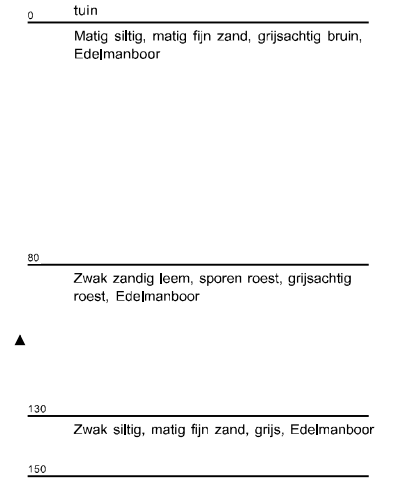 0 tuin
Matig siltig, matig fijn zand, grijsachtig bruin,
Edelmanboor
80
Zwak zandig leem, sporen roest, grijsachtig
roest, Edelmanboor
130
Zwak siltig, matig fijn zand, grijs, Edelmanboor
150